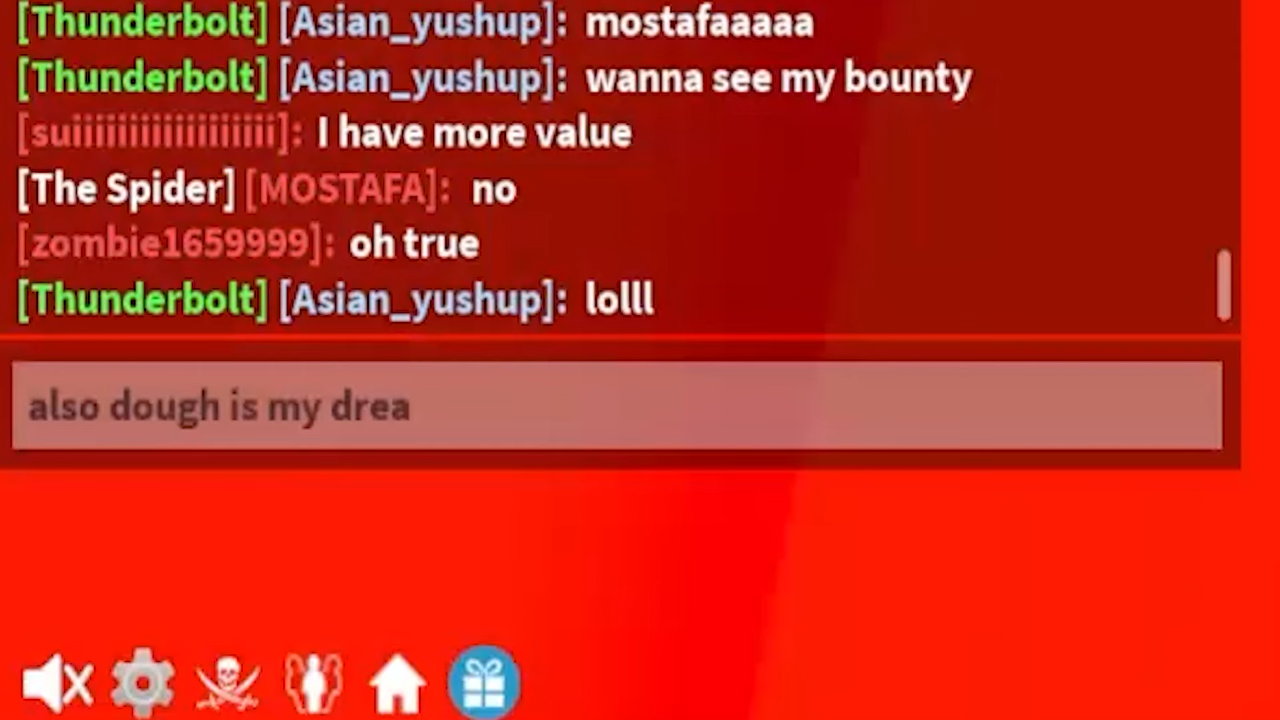 [Thunderbolt] [Asian_yushup]: mostafaaaaa
[Thunderbolt] [Asian_yushup]: wanna see my bounty
[suiiiiiiiiiiiiiiiiii]: I have more value
[The Spider] [MOSTAFA]: no
[zombie1659999]: oh true
[Thunderbolt] [Asian_yushup]: lolll
also dough is my drea